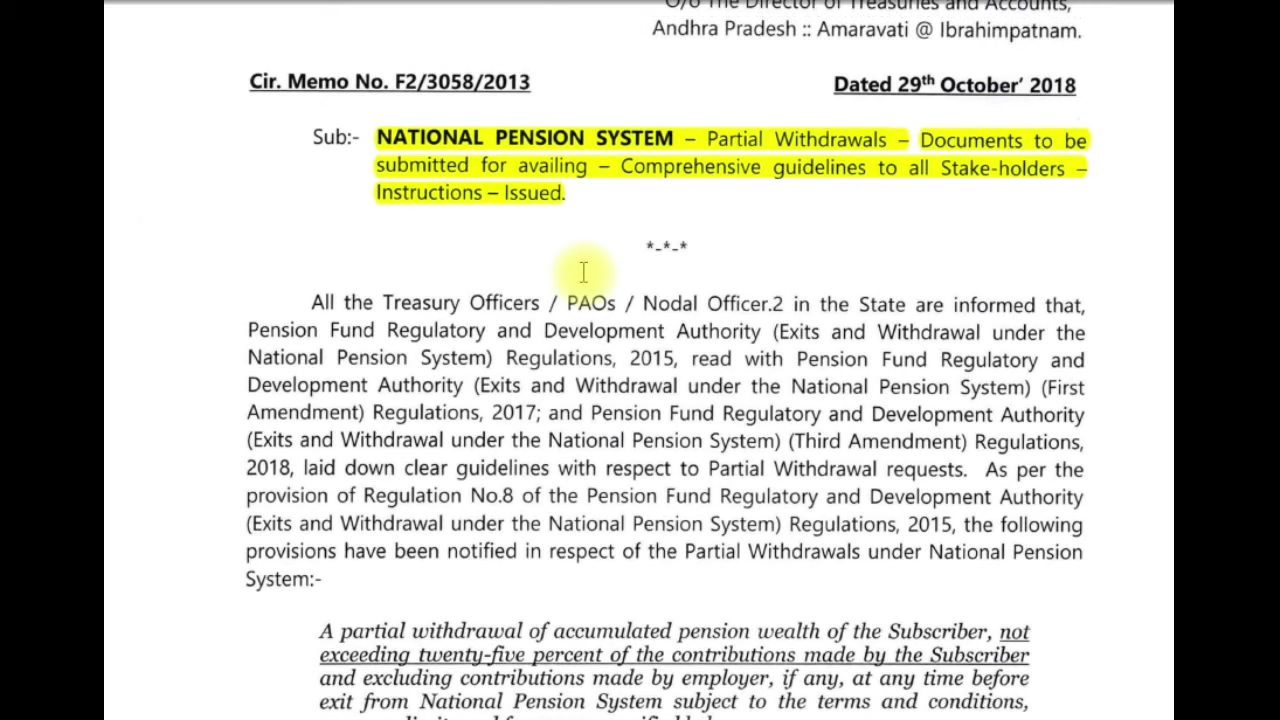 O/o The Director of Treasuries and Accounts,
Andhra Pradesh :: Amaravati @ Ibrahimpatnam.
Cir. Memo No. F2/3058/2013 Dated 29th October' 2018
Sub:- NATIONAL PENSION SYSTEM – Partial Withdrawals – Documents to be
submitted for availing – Comprehensive guidelines to all Stake-holders –
Instructions – Issued.
*-*-*
All the Treasury Officers / PAOs / Nodal Officer.2 in the State are informed that,
Pension Fund Regulatory and Development Authority (Exits and Withdrawal under the
National Pension System) Regulations, 2015, read with Pension Fund Regulatory and
Development Authority (Exits and Withdrawal under the National Pension System) (First
Amendment) Regulations, 2017; and Pension Fund Regulatory and Development Authority
(Exits and Withdrawal under the National Pension System) (Third Amendment) Regulations,
2018, laid down clear guidelines with respect to Partial Withdrawal requests. As per the
provision of Regulation No.8 of the Pension Fund Regulatory and Development Authority
(Exits and Withdrawal under the National Pension System) Regulations, 2015, the following
provisions have been notified in respect of the Partial Withdrawals under National Pension
System:-
A partial withdrawal of accumulated pension wealth of the Subscriber, not
exceeding twenty-five percent of the contributions made by the Subscriber
and excluding contributions made by employer, if any, at any time before
exit from National Pension System subject to the terms and conditions,